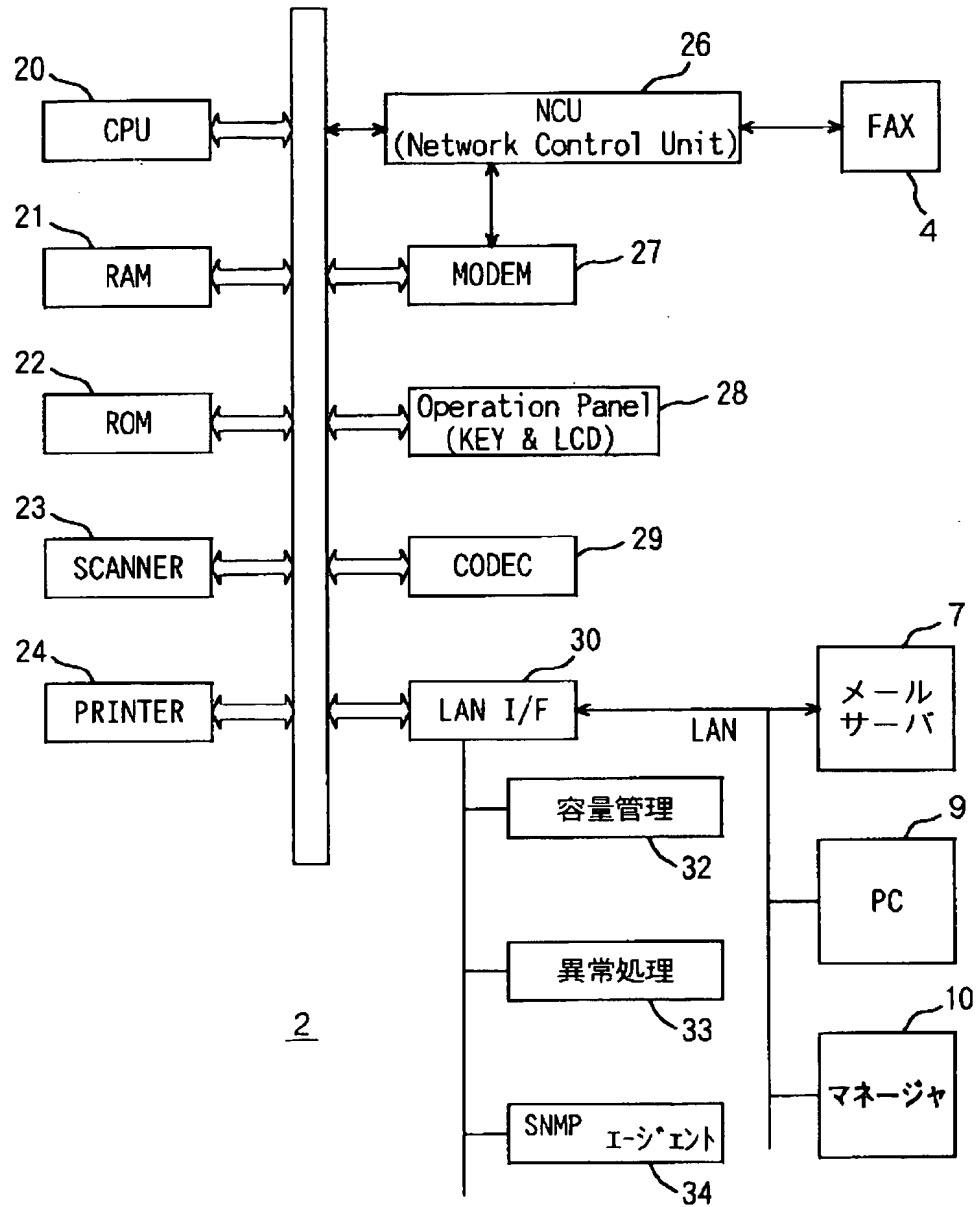 20
CPU
26
NCU
(Network Control Unit)
FAX
4
21
RAM
MODEM
27
22
ROM
Operation Panel
(KEY & LCD)
28
23
SCANNER
CODEC
29
24
PRINTER
30
LAN I/F
LAN
7
メール
サーバ
容量管理
32
9
PC
異常処理
33
2
10
マネージャ
SNMP エージェント
34